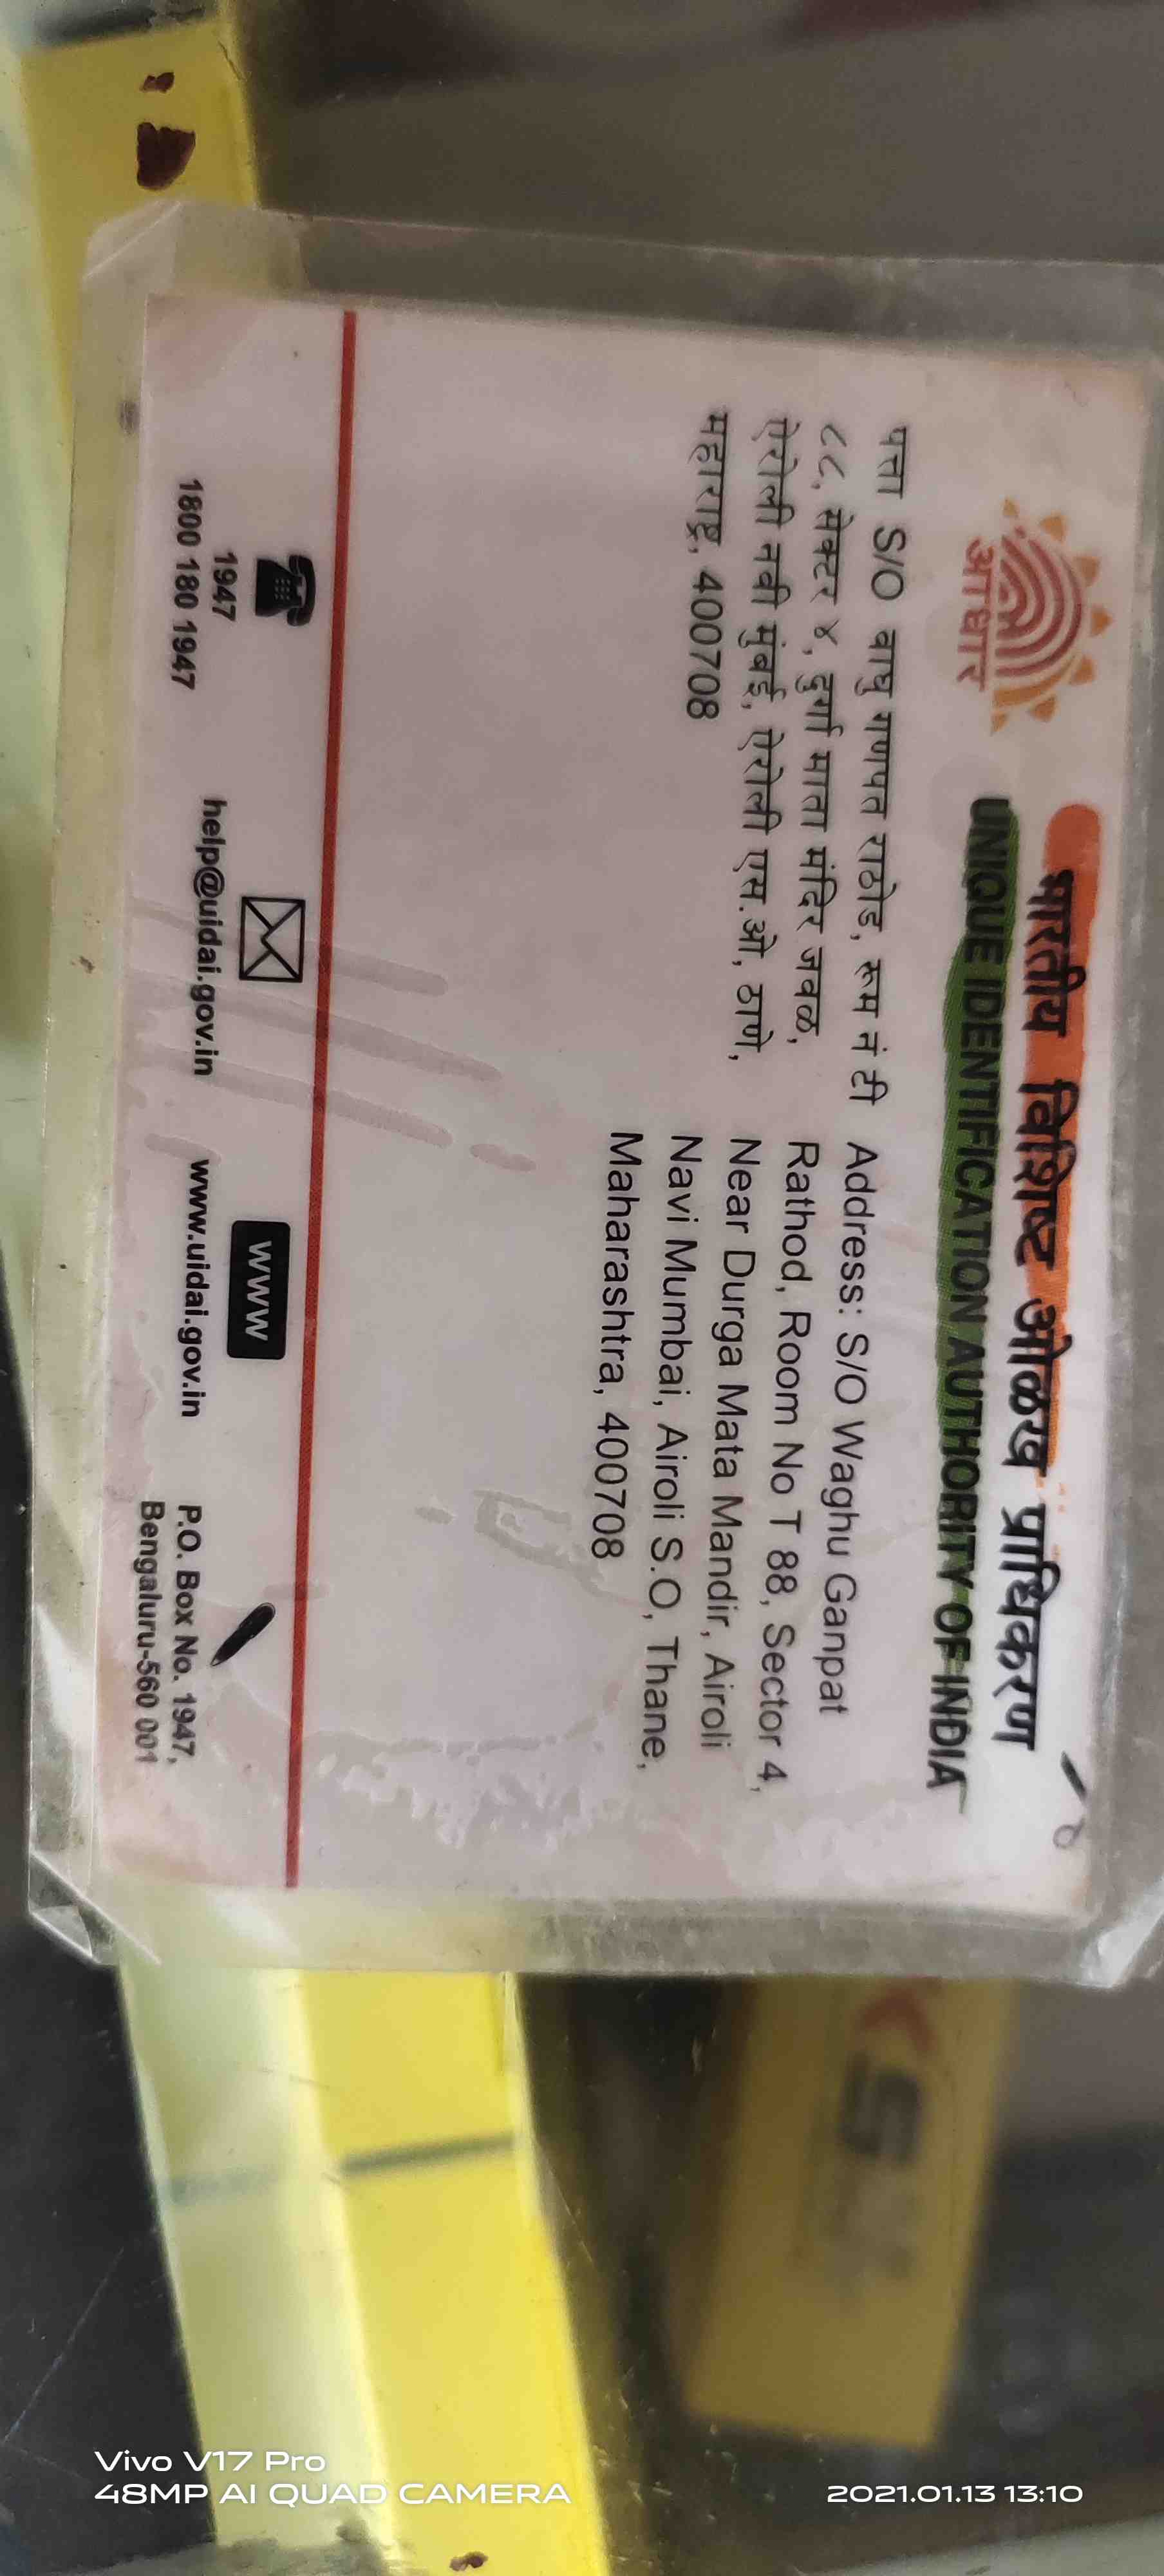 भारतीय विशिष्ट ओळख प्राधिकरण
UNIQUE IDENTIFICATION AUTHORITY OF INDIA
आधार
पत्ता S/O वाघु गणपत राठोड, रूम नं टी
८८, सेक्टर ४, दुर्गा माता मंदिर जवळ,
ऐरोली नवी मुंबई, ऐरोली एस.ओ, ठाणे,
महाराष्ट्र, 400708
Address: S/O Waghu Ganpat
Rathod, Room No T 88, Sector 4,
Near Durga Mata Mandir, Airoli
Navi Mumbai, Airoli S.O, Thane,
Maharashtra, 400708
1947
1800 180 1947
help@uidai.gov.in
www
www.uidai.gov.in
P.O. Box No. 1947,
Bengaluru-560 001
Vivo V17 Pro
48MP AI QUAD CAMERA
2021.01.13 13:10